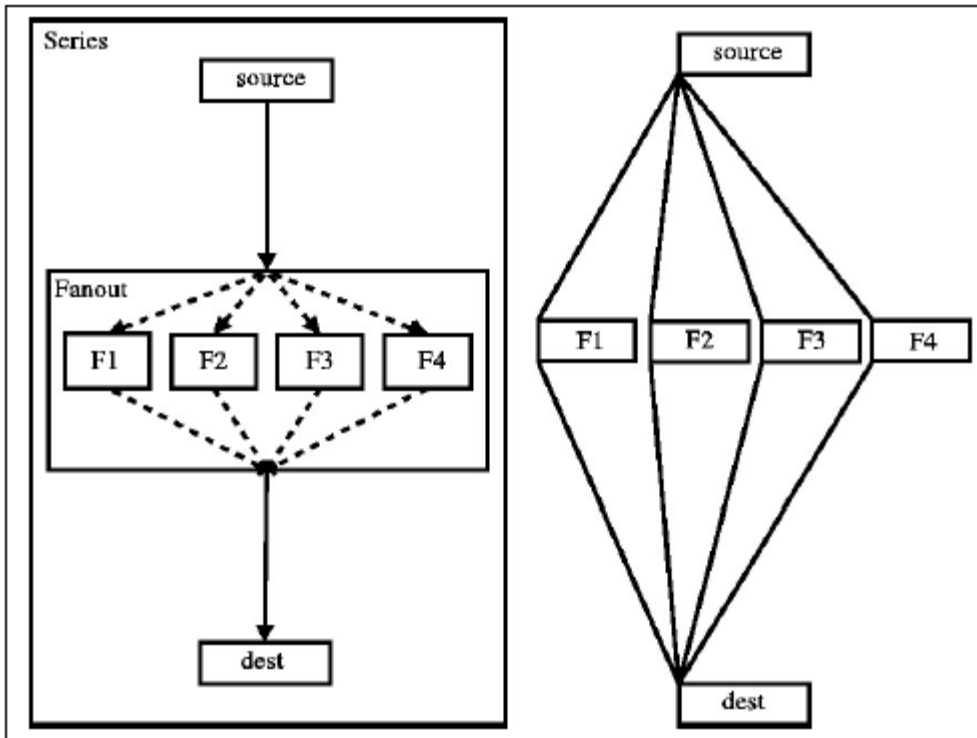 Series
source
Fanout
F1 F2 F3 F4
dest
source
F1 F2 F3 F4
dest